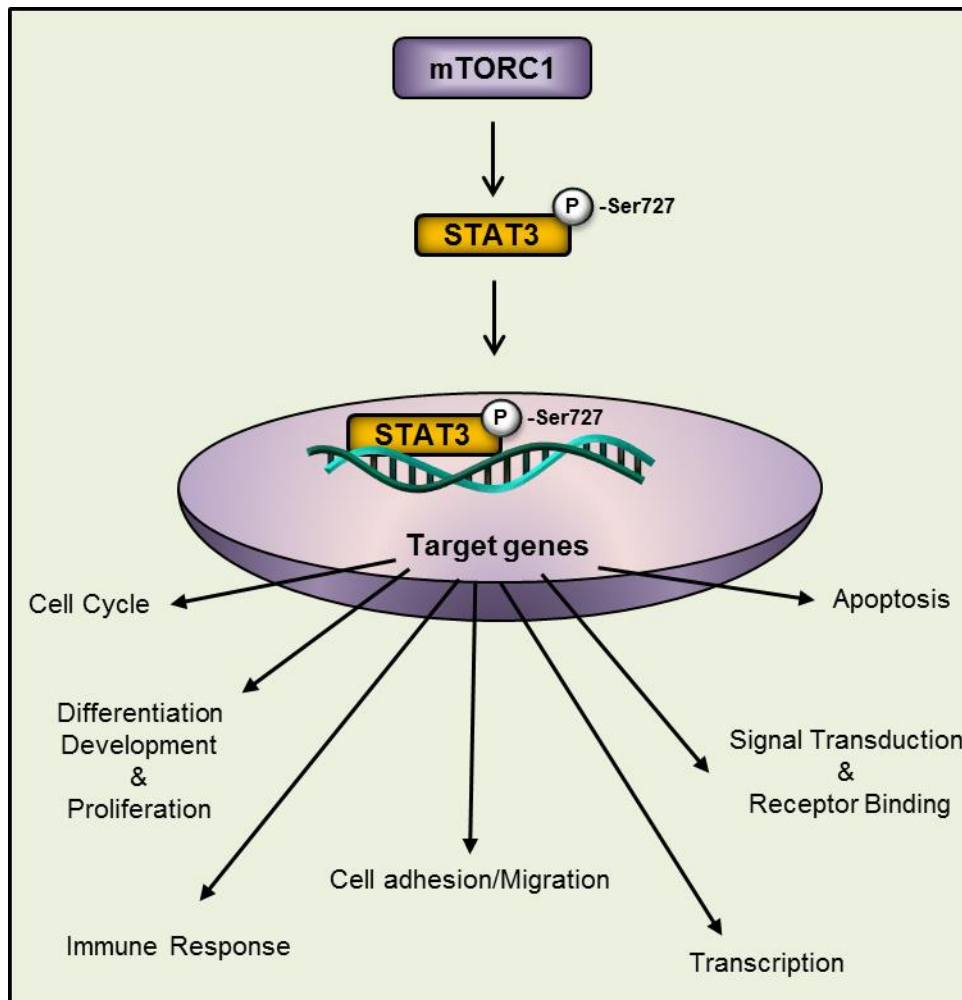 mTORC1
P -Ser727
STAT3
P -Ser727
STAT3
Target genes
Cell Cycle
Apoptosis
Differentiation
Development
&
Proliferation
Signal Transduction
&
Receptor Binding
Cell adhesion/Migration
Immune Response
Transcription